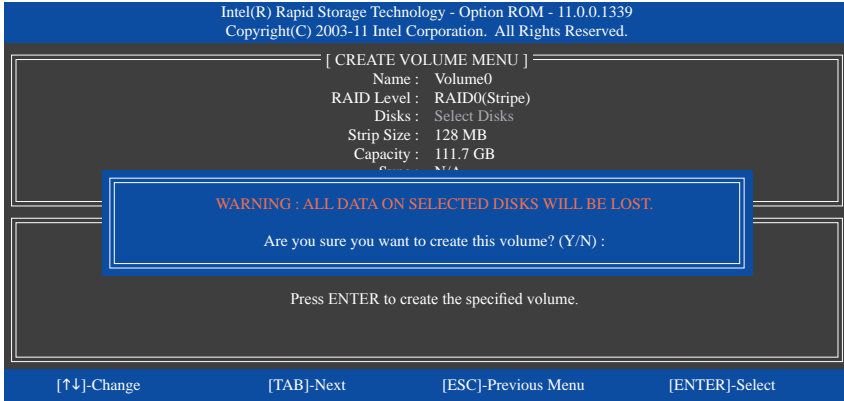 Intel(R) Rapid Storage Technology - Option ROM - 11.0.0.1339
Copyright(C) 2003-11 Intel Corporation. All Rights Reserved.
[ CREATE VOLUME MENU ]
Name : Volume0
RAID Level : RAID0(Stripe)
Disks : Select Disks
Strip Size : 128 MB
Capacity : 111.7 GB
N/A
WARNING : ALL DATA ON SELECTED DISKS WILL BE LOST.
Are you sure you want to create this volume? (Y/N) :
Press ENTER to create the specified volume.
[↑↓]-Change [TAB]-Next [ESC]-Previous Menu [ENTER]-Select